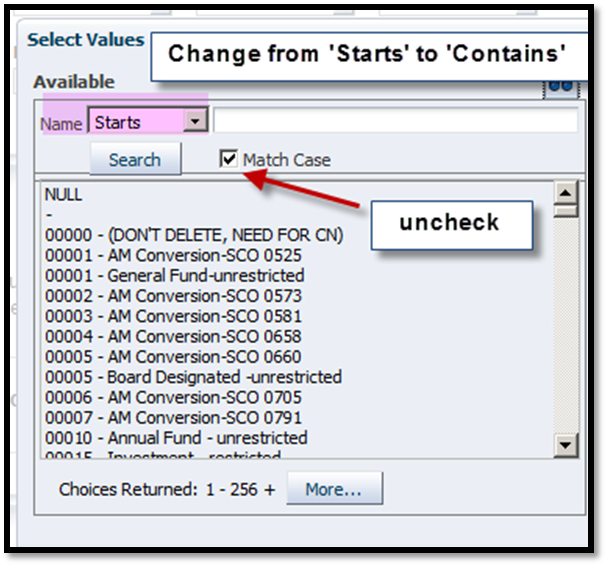 Select Values
Change from 'Starts' to 'Contains'
Available
Name Starts
Search Match Case
NULL
-
00000 - (DON'T DELETE, NEED FOR CN)
uncheck
00001 - AM Conversion-SCO 0525
00001 - General Fund-unrestricted
00002 - AM Conversion-SCO 0573
00003 - AM Conversion-SCO 0581
00004 - AM Conversion-SCO 0658
00005 - AM Conversion-SCO 0660
00005 - Board Designated -unrestricted
00006 - AM Conversion-SCO 0705
00007 - AM Conversion-SCO 0791
00010 - Annual Fund - unrestricted
00015 - Investment - restricted
Choices Returned: 1 - 256 + More...